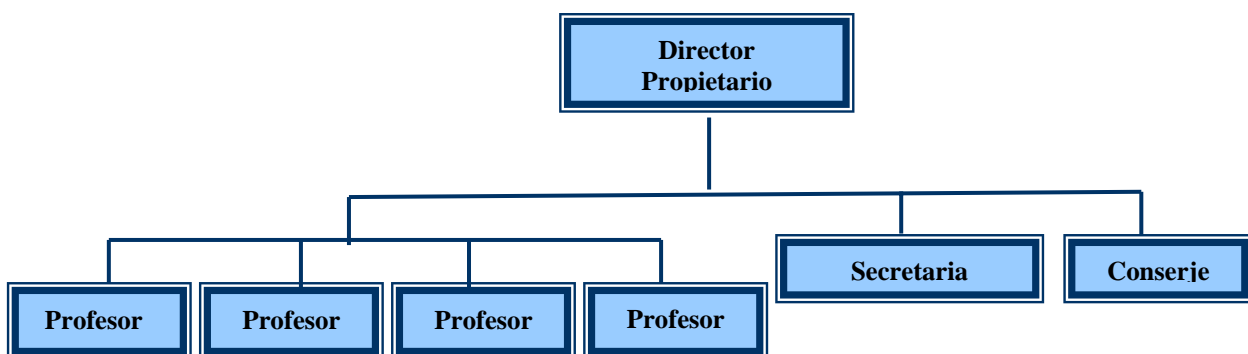 Director
Propietario
Secretaria
Conserje
Profesor
Profesor
Profesor
Profesor